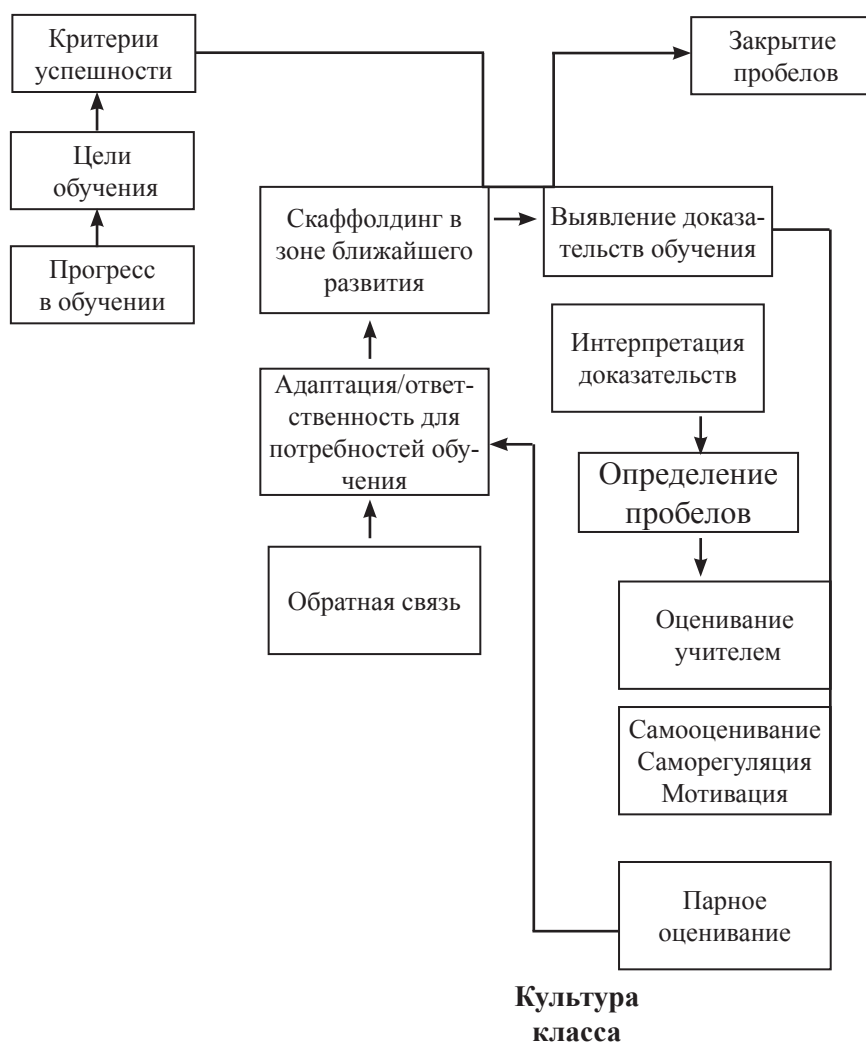 Критерии
успешности
Закрытие
пробелов
Цели
обучения
Прогресс
в обучении
Скаффолдинг в
зоне ближайшего
развития
Выявление доказа-
тельств обучения
Интерпретация
доказательств
Адаптация/ответ-
ственность для
потребностей обу-
чения
Определение
пробелов
Обратная связь
Оценивание
учителем
Самооценивание
Саморегуляция
Мотивация
Парное
оценивание
Культура
класса